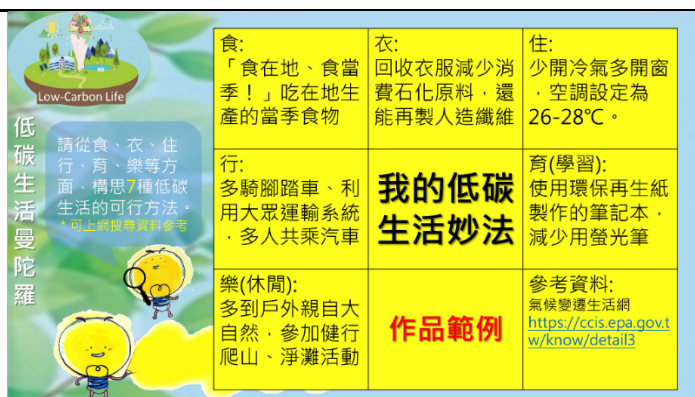 Low-Carbon Life
低碳生活曼陀羅
請從食、衣、住
行、育、樂等方
面，構思7種低碳
生活的可行方法。
*可上網搜尋資料參考
食:
「食在地、食當
季！」吃在地生
產的當季食物
衣:
回收衣服減少消
費石化原料，還
能再製人造纖維
住:
少開冷氣多開窗
，空調設定為
26-28℃。
行:
多騎腳踏車、利
用大眾運輸系統
，多人共乘汽車
我的低碳
生活妙法
育(學習):
使用環保再生紙
製作的筆記本，
減少用螢光筆
樂(休閒):
多到戶外親自大
自然，參加健行
爬山、淨灘活動
作品範例
參考資料:
氣候變遷生活網
https://ccis.epa.gov.t
w/know/detail3